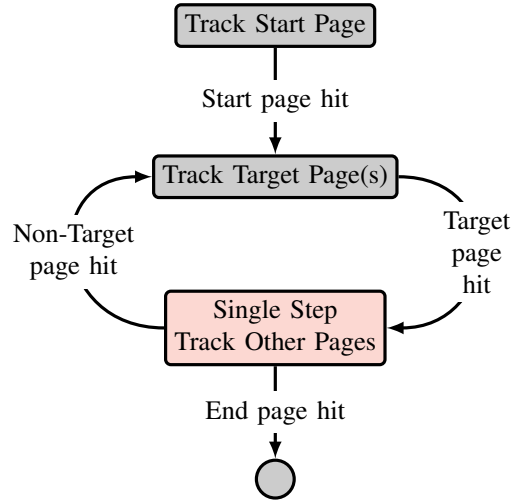 Track Start Page
Start page hit
Track Target Page(s)
Non-Target
page hit
Target
page
hit
Single Step
Track Other Pages
End page hit